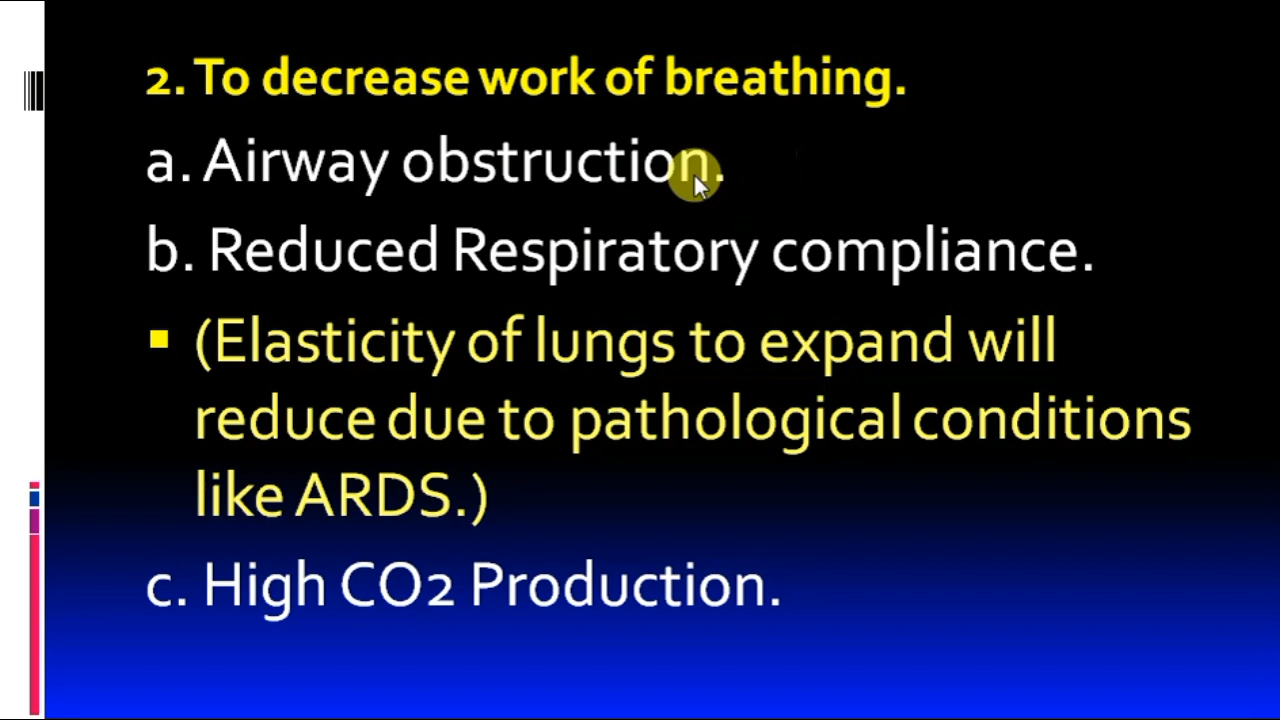 2. To decrease work of breathing.
a. Airway obstruction.
b. Reduced Respiratory compliance.
(Elasticity of lungs to expand will
reduce due to pathological conditions
like ARDS.)
c. High CO2 Production.